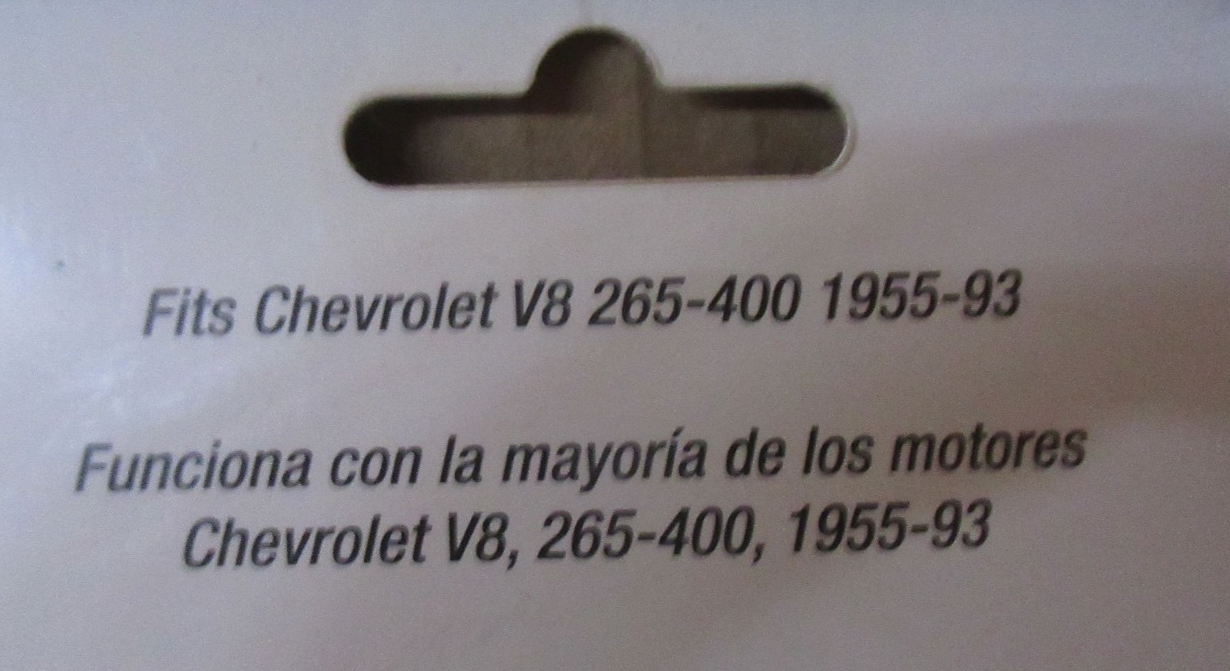 Fits Chevrolet V8 265-400 1955-93
Funciona con la mayoría de los motores
Chevrolet V8, 265-400, 1955-93